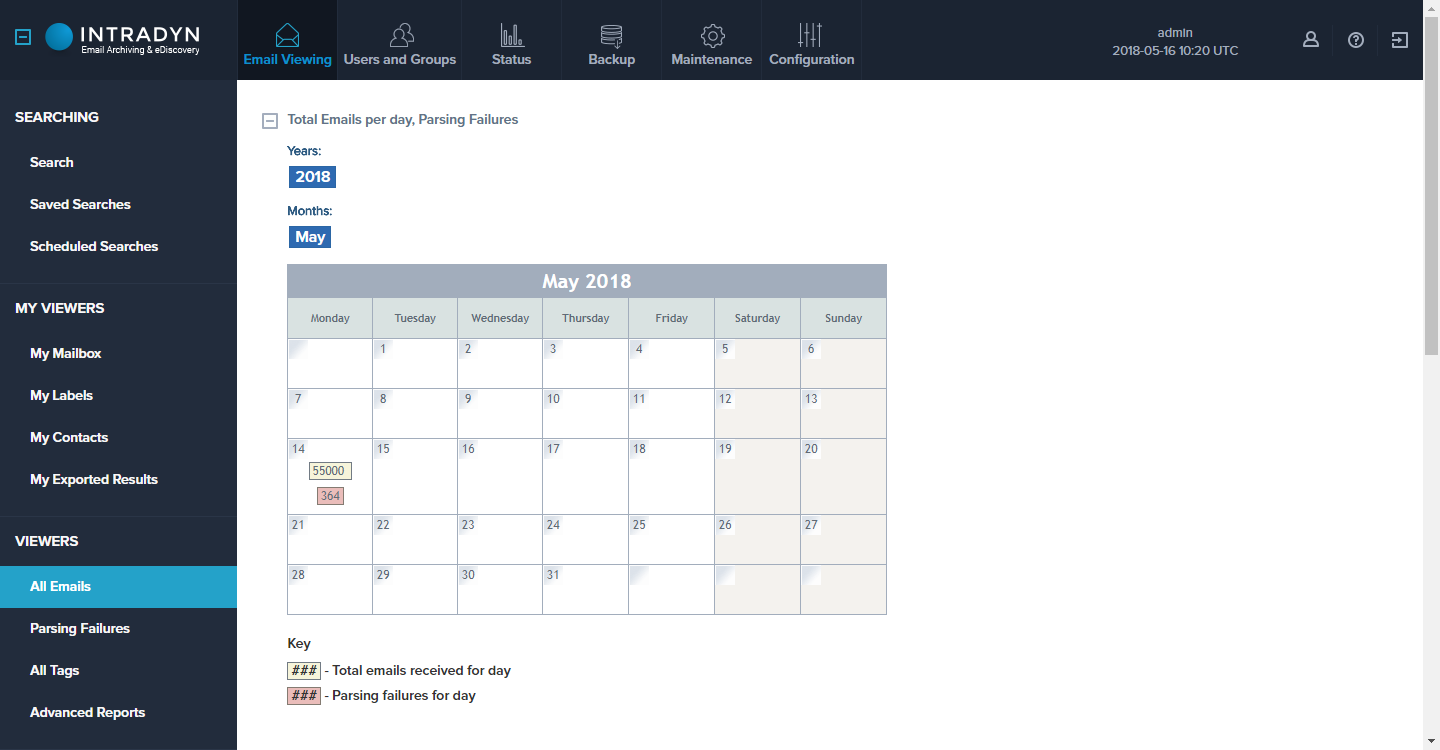 INTRADYN
Email Archiving & eDiscovery
Email Viewing
Users and Groups
Status
Backup
Maintenance
Configuration
admin
2018-05-16 10:20 UTC
SEARCHING
Search
Saved Searches
Scheduled Searches
MY VIEWERS
My Mailbox
My Labels
My Contacts
My Exported Results
VIEWERS
All Emails
Parsing Failures
All Tags
Advanced Reports
Total Emails per day, Parsing Failures
Years:
2018
Months:
May
May 2018
Monday Tuesday Wednesday Thursday Friday Saturday Sunday
1 2 3 4 5 6
7 8 9 10 11 12 13
14 15 16 17 18 19 20
55000
364
21 22 23 24 25 26 27
28 29 30 31
Key
### - Total emails received for day
### - Parsing failures for day